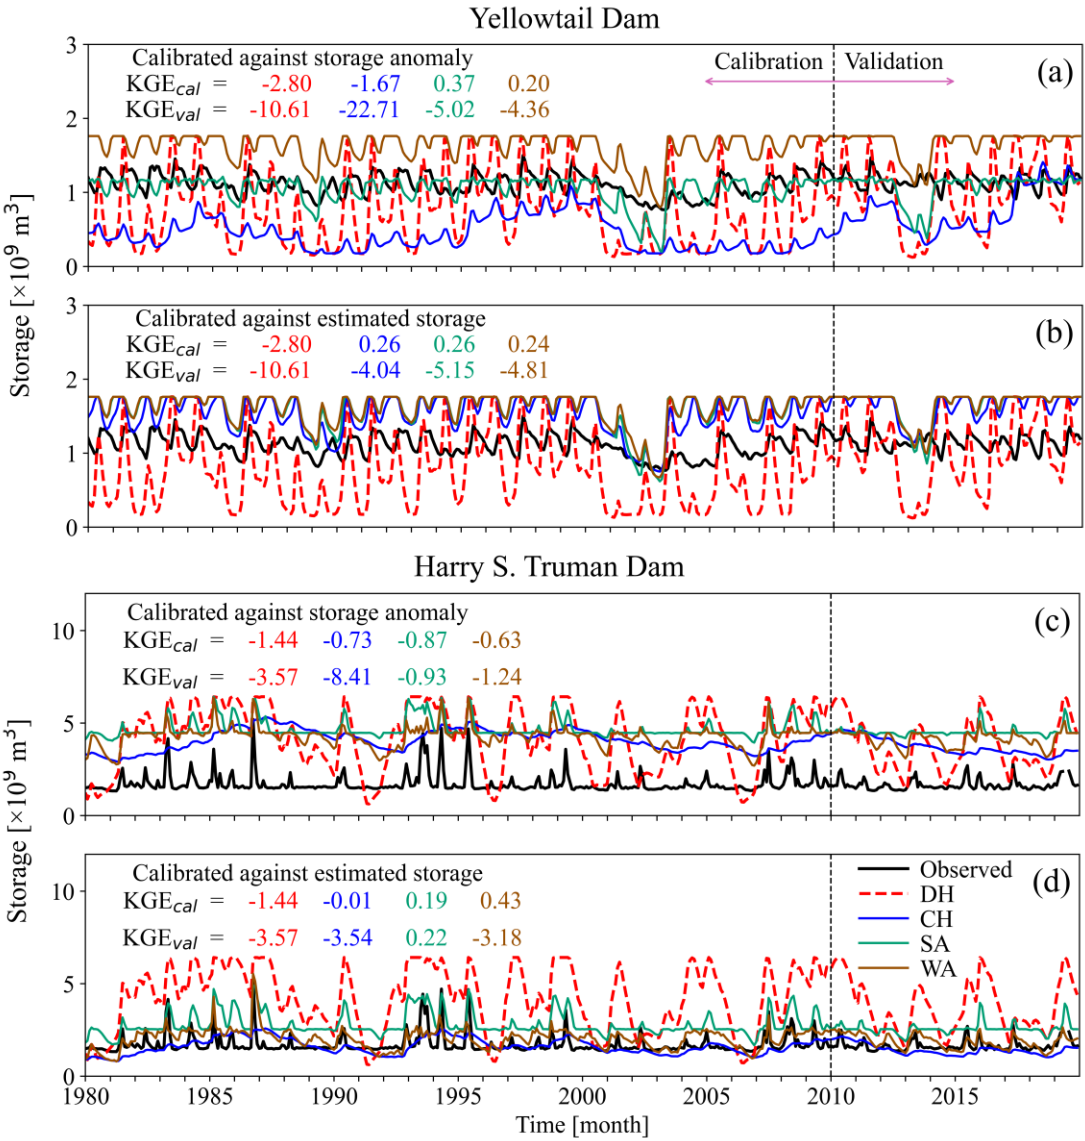 Yellowtail Dam
Calibrated against storage anomaly
KGEcal = -2.80 -1.67 0.37 0.20
KGEval = -10.61 -22.71 -5.02 -4.36
Calibration Validation
(a)
3
2
1
0
Calibrated against estimated storage
KGEcal = -2.80 0.26 0.26 0.24
KGEval = -10.61 -4.04 -5.15 -4.81
(b)
3
2
1
0
Storage [×10⁹ m³]
Harry S. Truman Dam
Calibrated against storage anomaly
KGEcal = -1.44 -0.73 -0.87 -0.63
KGEval = -3.57 -8.41 -0.93 -1.24
(c)
10
5
0
Calibrated against estimated storage
KGEcal = -1.44 -0.01 0.19 0.43
KGEval = -3.57 -3.54 0.22 -3.18
Observed
DH
CH
SA
WA
(d)
10
5
0
Storage [×10⁹ m³]
1980 1985 1990 1995 2000 2005 2010 2015
Time [month]